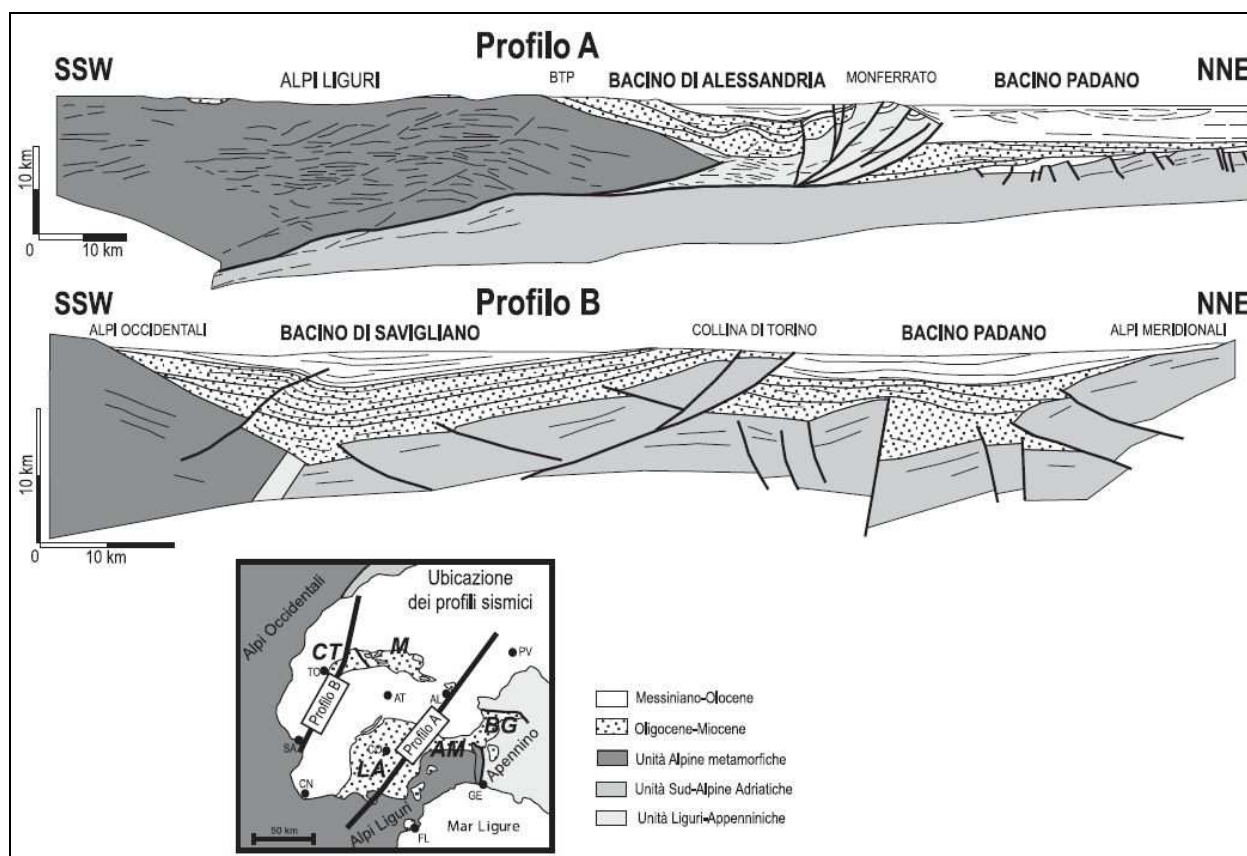 Profilo A
SSW
ALPI LIGURI
BTP
BACINO DI ALESSANDRIA
MONFERRATO
BACINO PADANO
NNE
10 km
0
10 km
SSW
Profilo B
NNE
ALPI OCCIDENTALI
BACINO DI SAVIGLIANO
COLLINA DI TORINO
BACINO PADANO
ALPI MERIDIONALI
10 km
0
10 km
Ubicazione
dei profili sismici
Alpi Occidentali
CT
M
TO
PV
Profilo B
AT
AL
Profilo A
BG
SA
CO
AM
LA
Apennino
CN
GE
Alpi Liguri
FL
Mar Ligure
50 km
Messiniano-Olocene
Oligocene-Miocene
Unità Alpine metamorfiche
Unità Sud-Alpine Adriatiche
Unità Liguri-Appenniniche